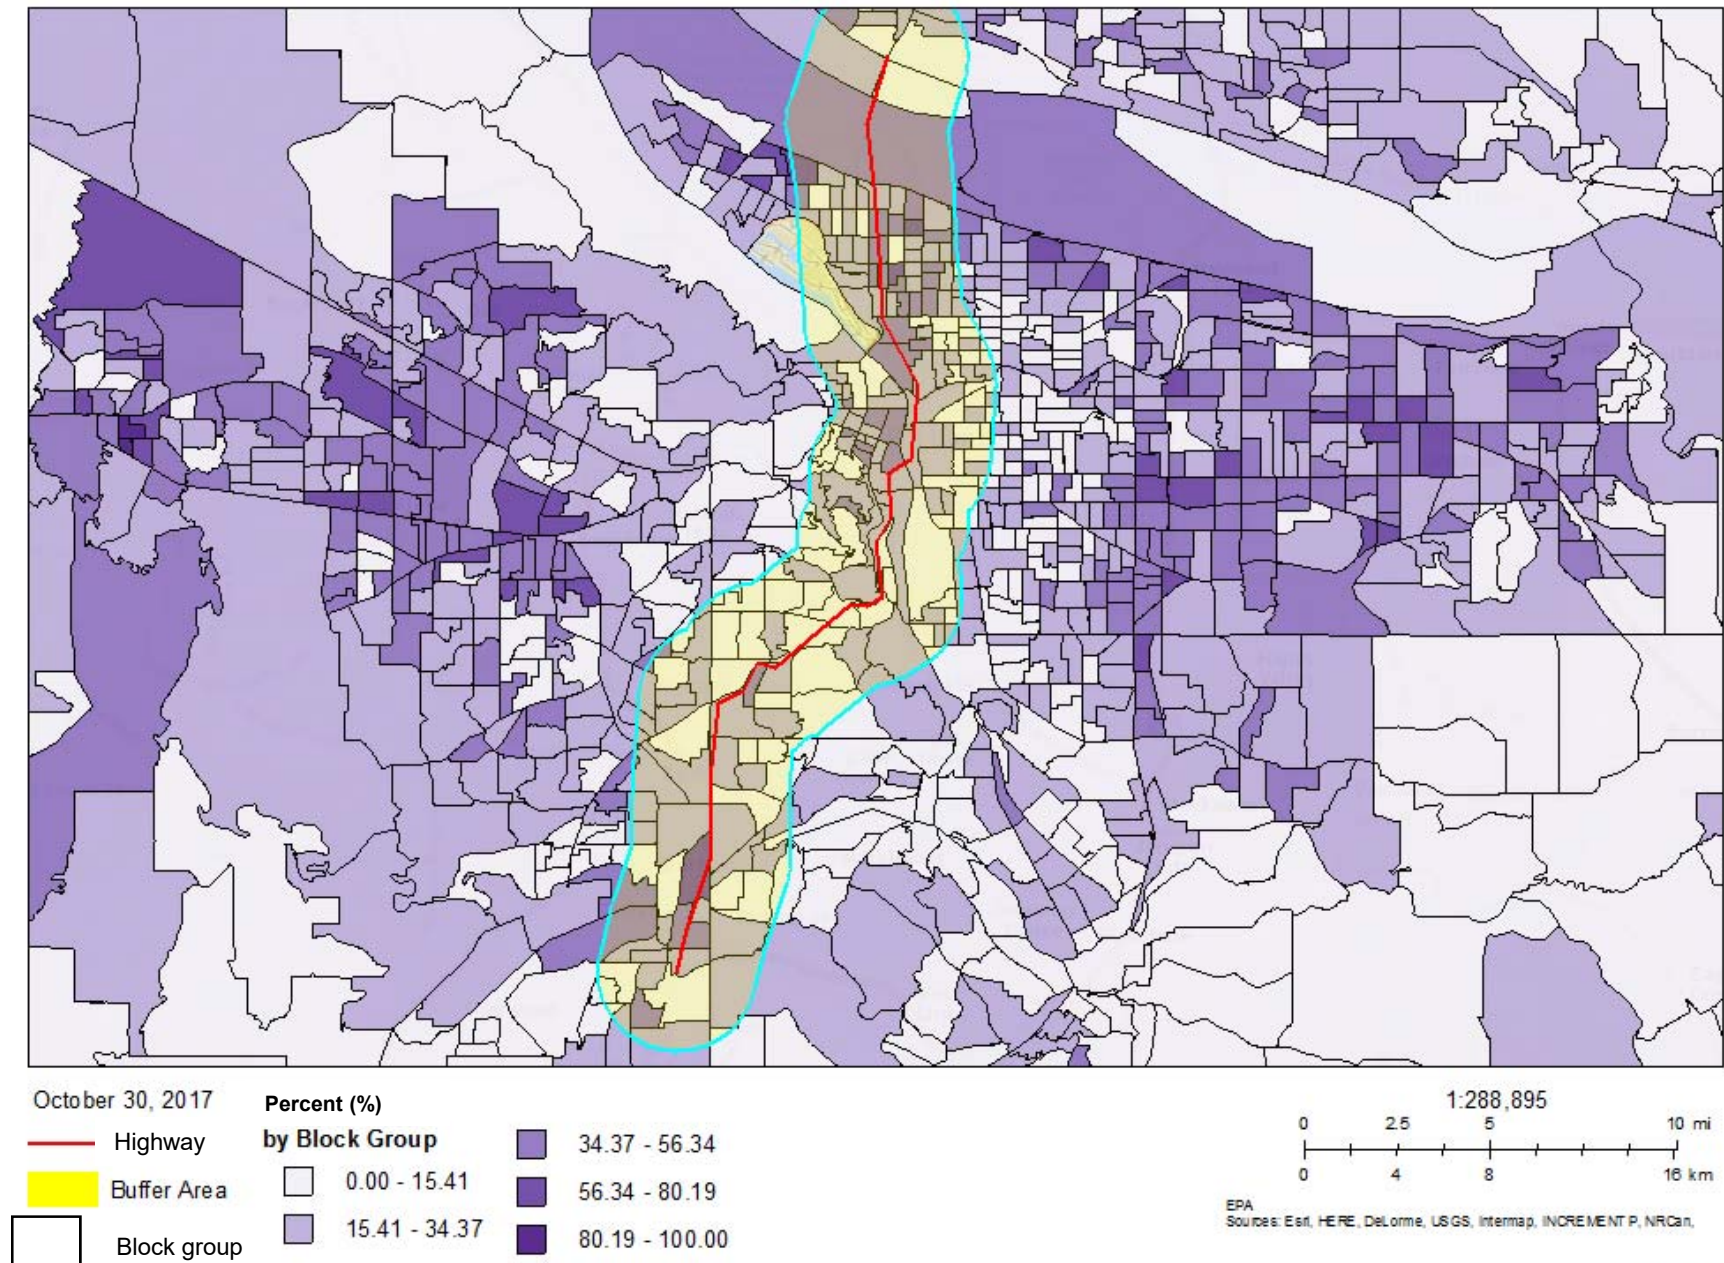 October 30, 2017
Highway
Buffer Area
Block group
Percent (%)
by Block Group
0.00 - 15.41
15.41 - 34.37
34.37 - 56.34
56.34 - 80.19
80.19 - 100.00
1:288,895
0 2.5 5 10 mi
0 4 8 16 km
EPA
Sources: Esri, HERE, DeLorme, USGS, Intermap, INCREMENT P, NRCan,